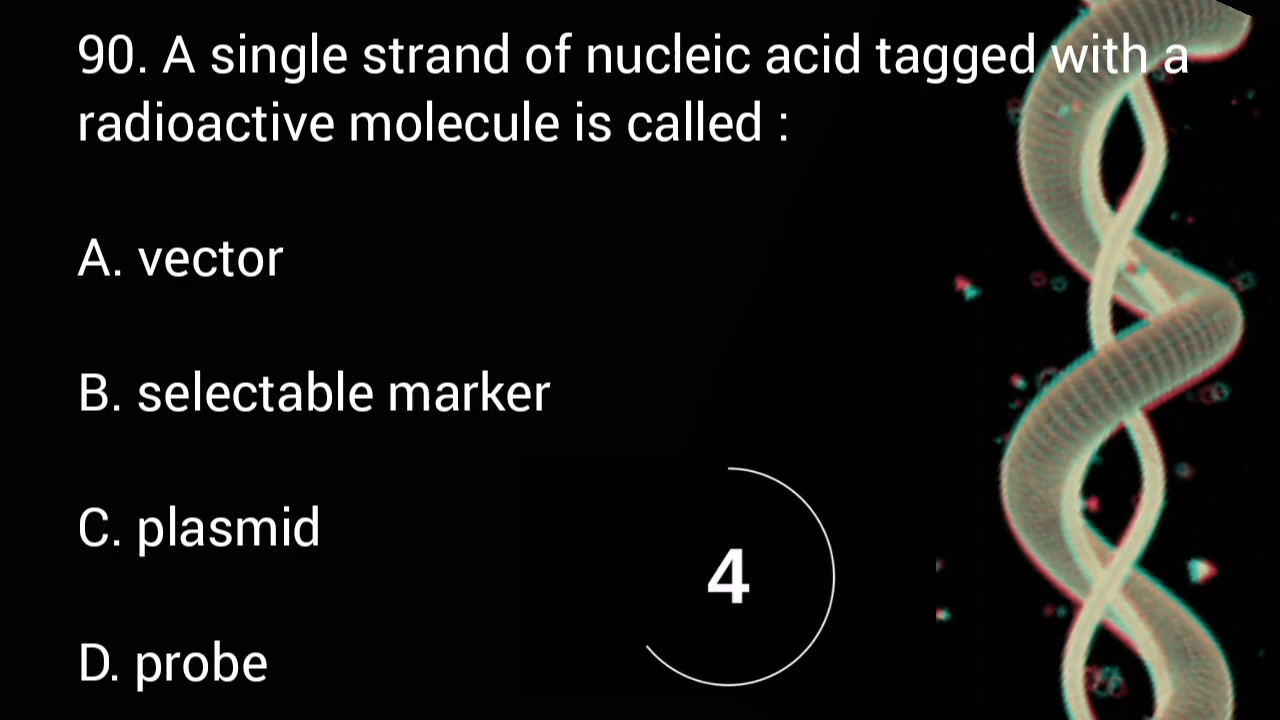 90. A single strand of nucleic acid tagged with a
radioactive molecule is called :
A. vector
B. selectable marker
C. plasmid
4
D. probe